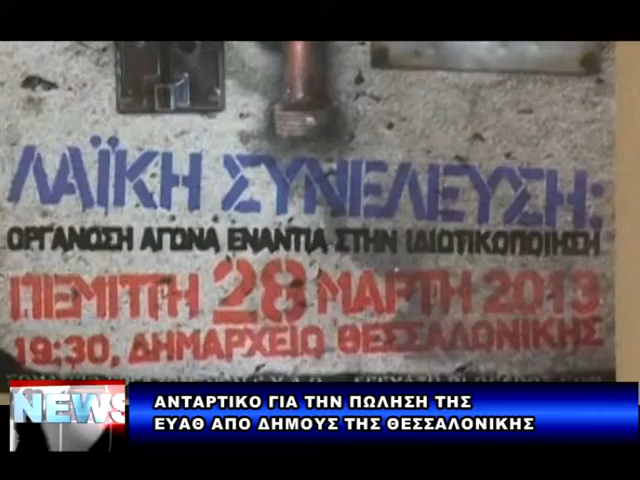 ΛΑΪΚΗ ΣΥΝΕΛΕΥΣΗ:
ΟΡΓΑΝΩΣΗ ΑΓΩΝΑ ΕΝΑΝΤΙΑ ΣΤΗΝ ΙΔΙΩΤΙΚΟΠΟΙΗΣΗ
ΠΕΜΠΤΗ 28 ΜΑΡΤΗ 2013
19:30, ΔΗΜΑΡΧΕΙΟ ΘΕΣΣΑΛΟΝΙΚΗΣ
NEWS
ΑΝΤΑΡΤΙΚΟ ΓΙΑ ΤΗΝ ΠΩΛΗΣΗ ΤΗΣ
ΕΥΑΘ ΑΠΟ ΔΗΜΟΥΣ ΤΗΣ ΘΕΣΣΑΛΟΝΙΚΗΣ